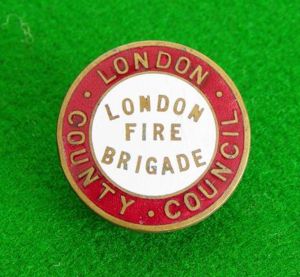 · LONDON ·
COUNTY · COUNCIL
LONDON
FIRE
BRIGADE